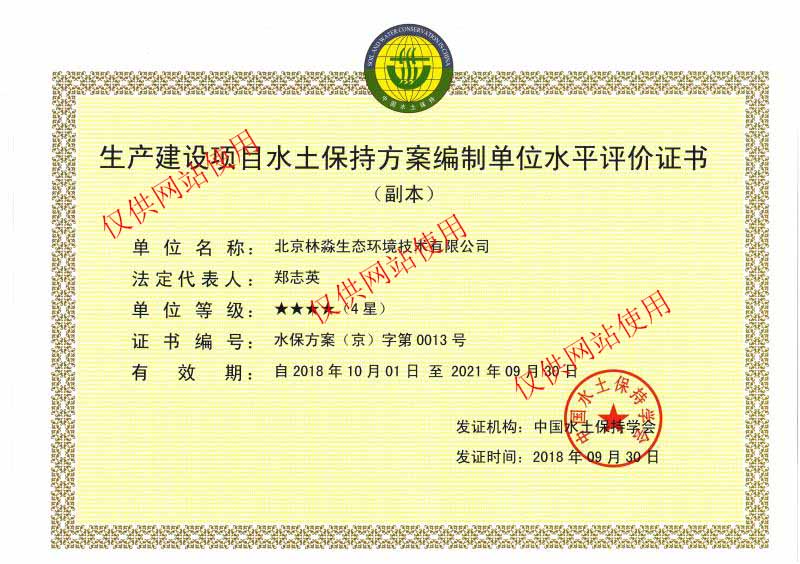 SOIL AND WATER CONSERVATION IN CHINA
中国水土保持
生产建设项目水土保持方案编制单位水平评价证书
（副本）
单位名称：北京林淼生态环境技术有限公司
法定代表人：郑志英
单位等级：★★★★（4星）
证书编号：水保方案（京）字第0013号
有效期：自2018年10月01日 至 2021年09月30日
发证机构：中国水土保持学会
发证时间：2018年09月30日
中国水土保持学会
仅供网站使用
仅供网站使用
仅供网站使用